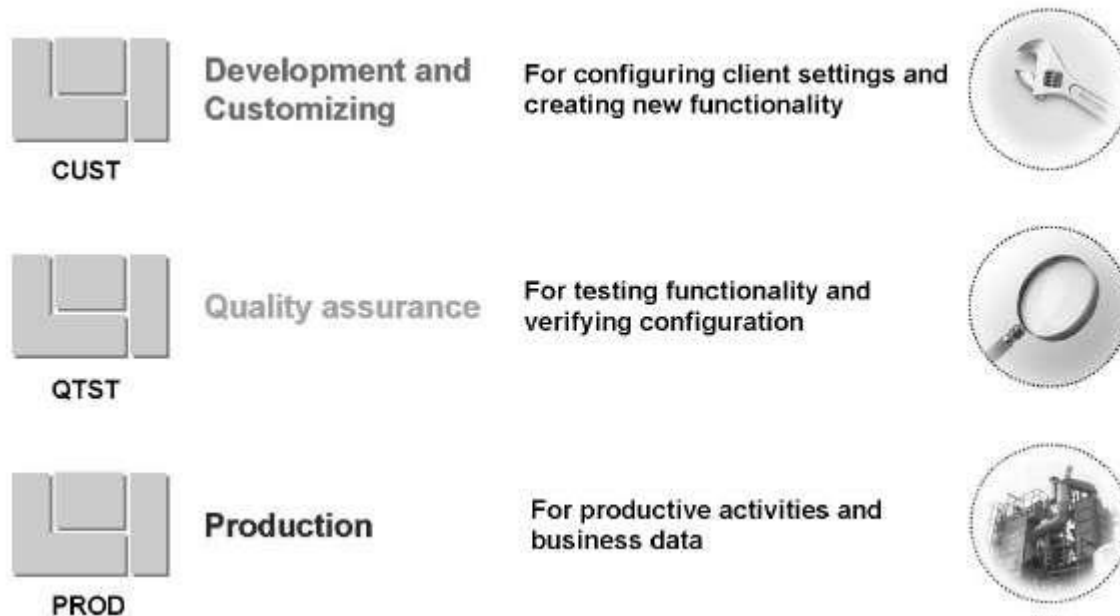 Development and
Customizing
For configuring client settings and
creating new functionality
CUST
Quality assurance
For testing functionality and
verifying configuration
QTST
Production
For productive activities and
business data
PROD